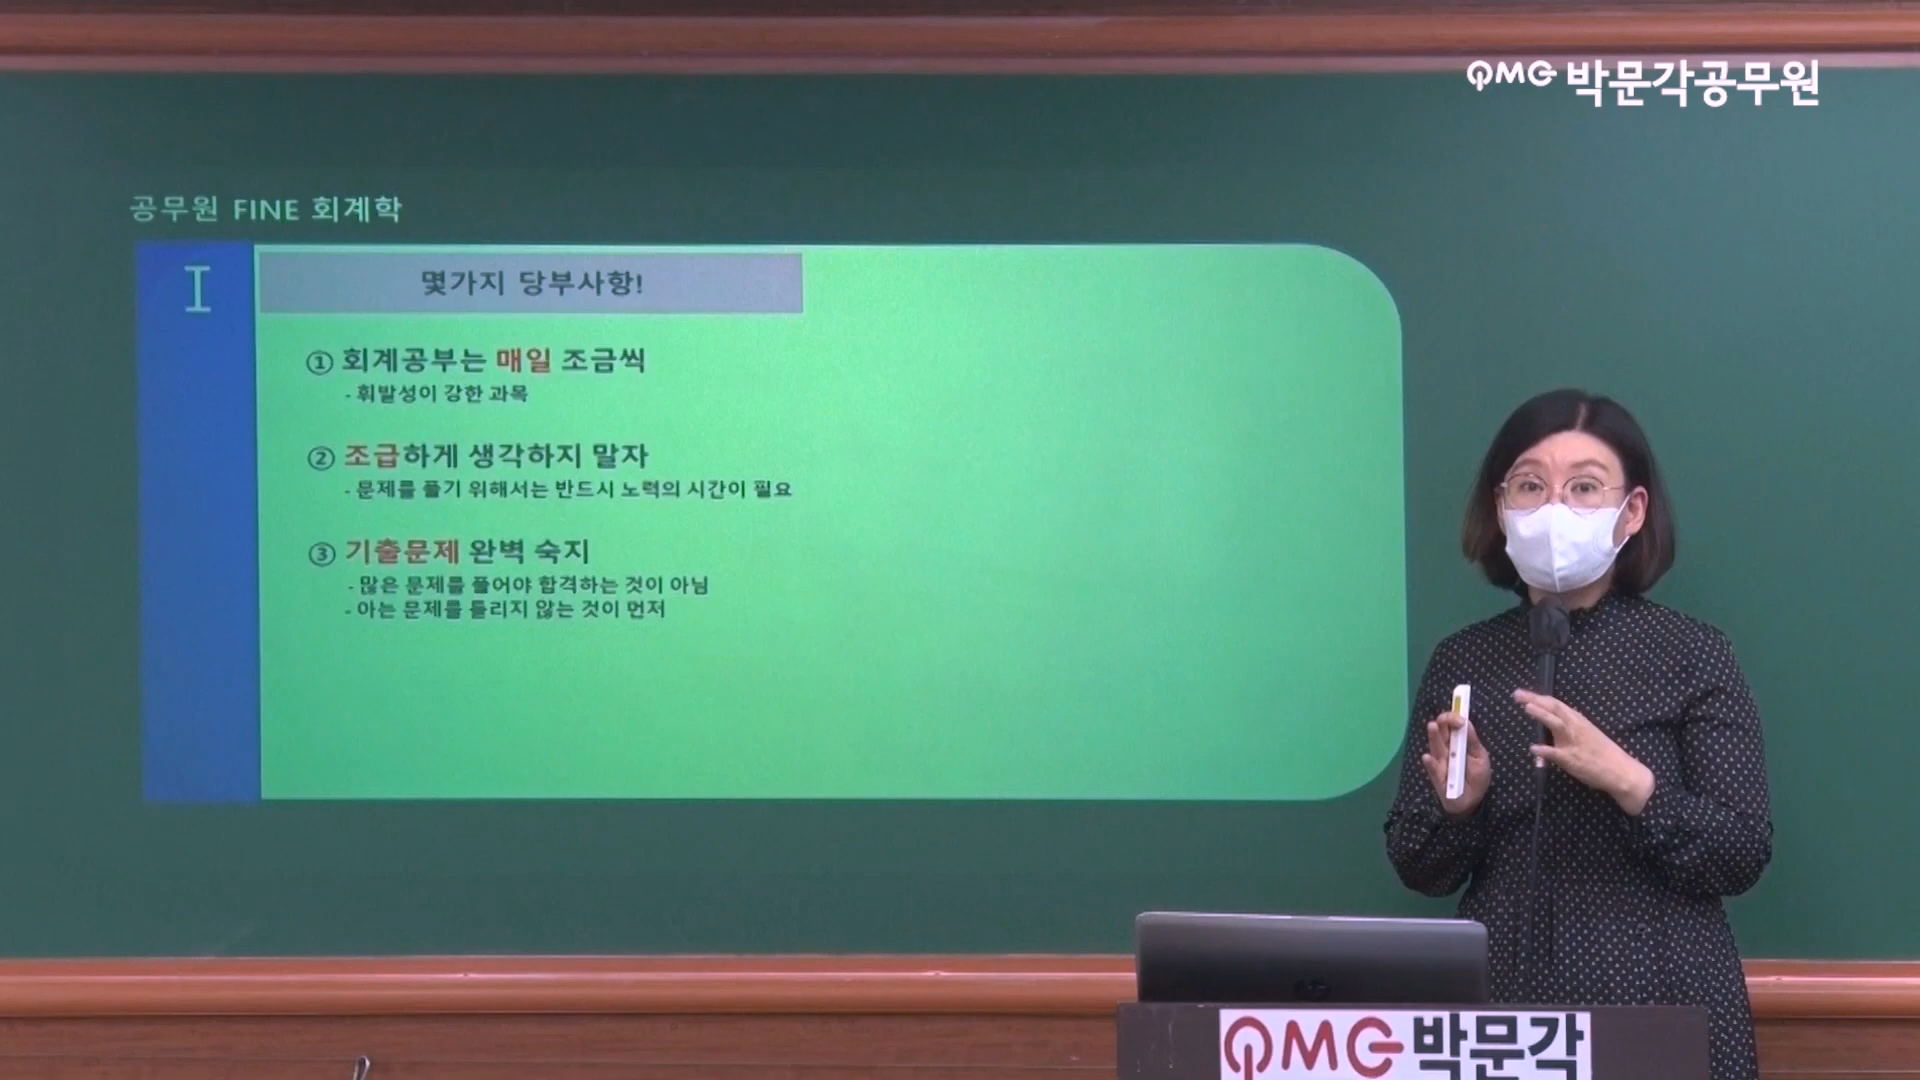 PMG 박문각공무원
공무원 FINE 회계학
I
몇가지 당부사항!
① 회계공부는 매일 조금씩
- 휘발성이 강한 과목
② 조급하게 생각하지 말자
- 문제를 풀기 위해서는 반드시 노력의 시간이 필요
③ 기출문제 완벽 숙지
- 많은 문제를 풀어야 합격하는 것이 아님
- 아는 문제를 틀리지 않는 것이 먼저
PMG 박문각